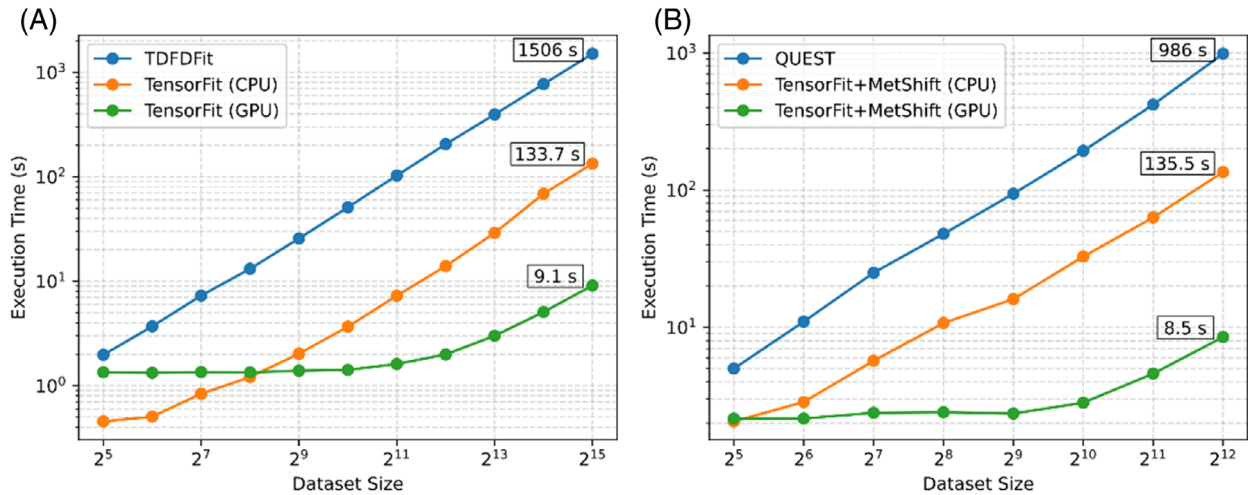 (A)
TDFDFit
TensorFit (CPU)
TensorFit (GPU)
1506 s
133.7 s
9.1 s
10³
10²
10¹
10⁰
Execution Time (s)
2⁵ 2⁷ 2⁹ 2¹¹ 2¹³ 2¹⁵
Dataset Size
(B)
QUEST
TensorFit+MetShift (CPU)
TensorFit+MetShift (GPU)
986 s
135.5 s
8.5 s
10³
10²
10¹
Execution Time (s)
2⁵ 2⁶ 2⁷ 2⁸ 2⁹ 2¹⁰ 2¹¹ 2¹²
Dataset Size